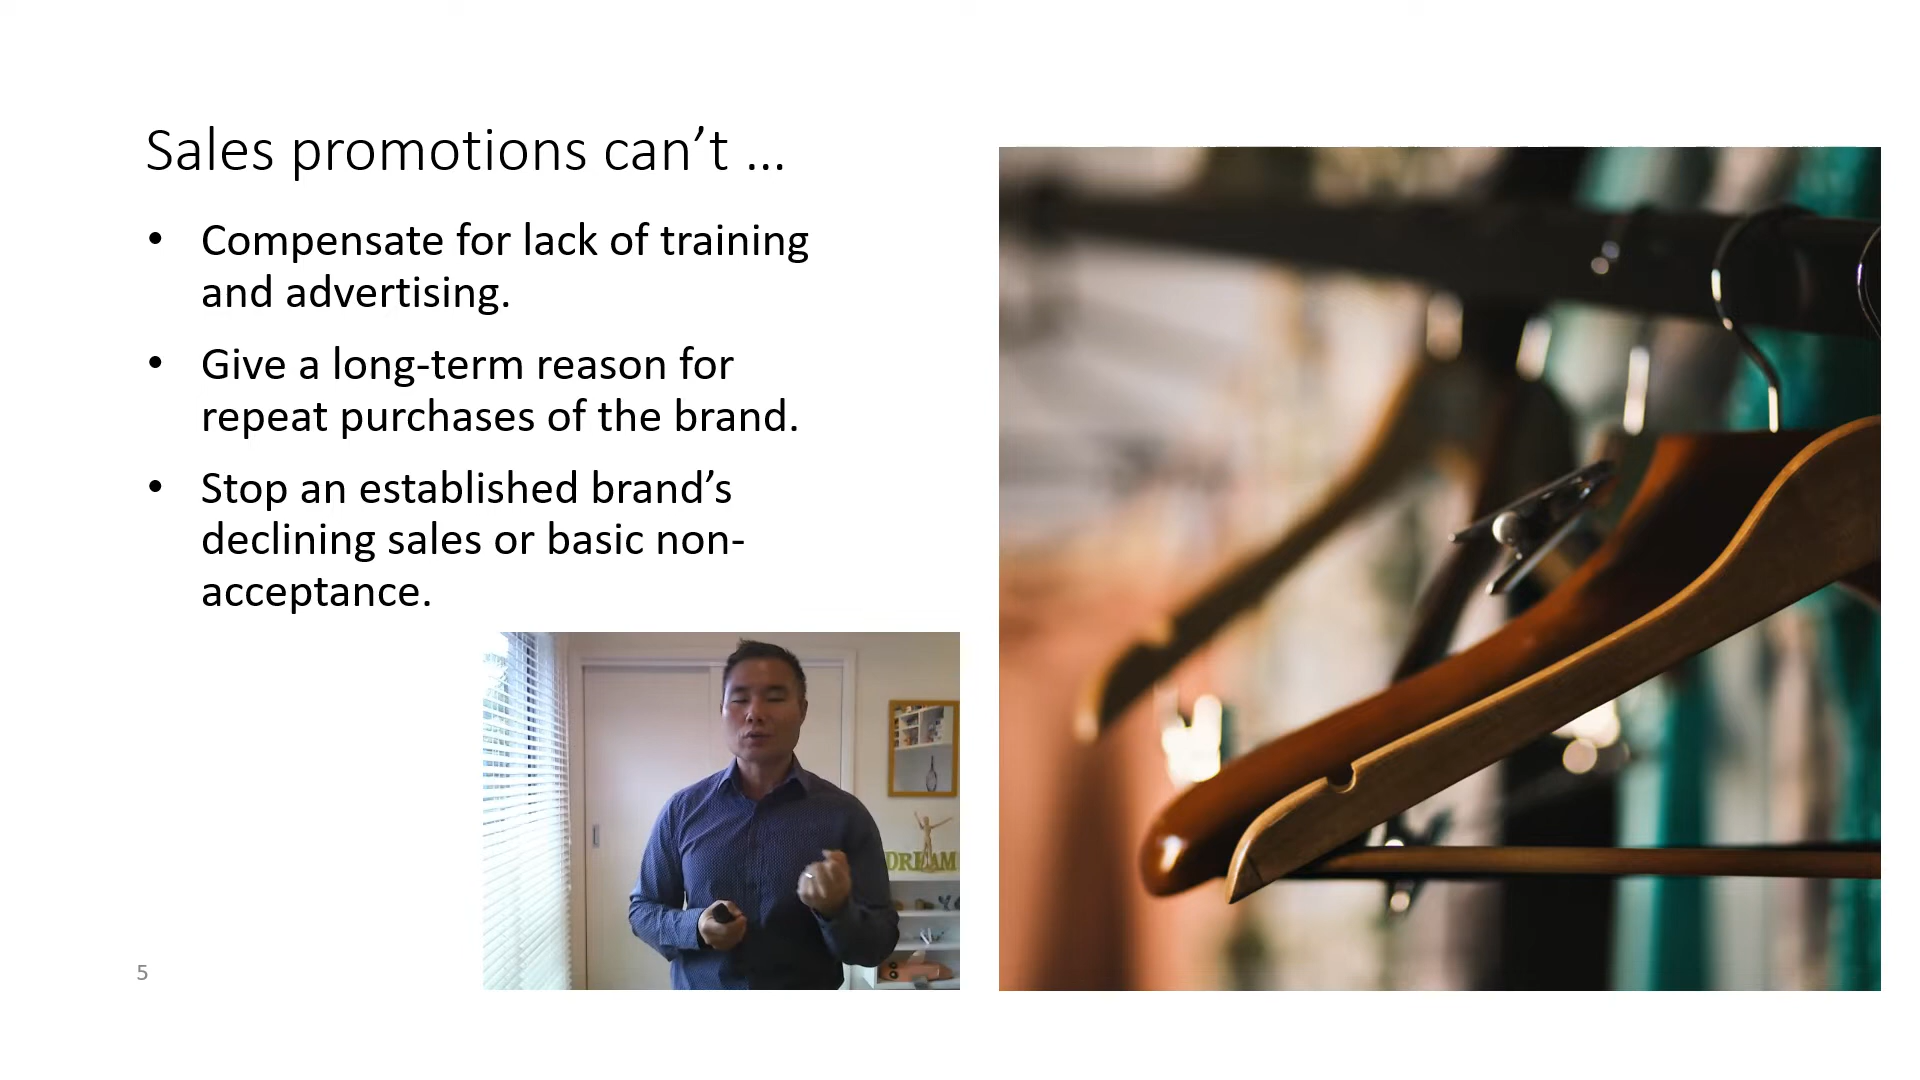 Sales promotions can’t …
• Compensate for lack of training
and advertising.
• Give a long-term reason for
repeat purchases of the brand.
• Stop an established brand’s
declining sales or basic non-
acceptance.
DREAM
5